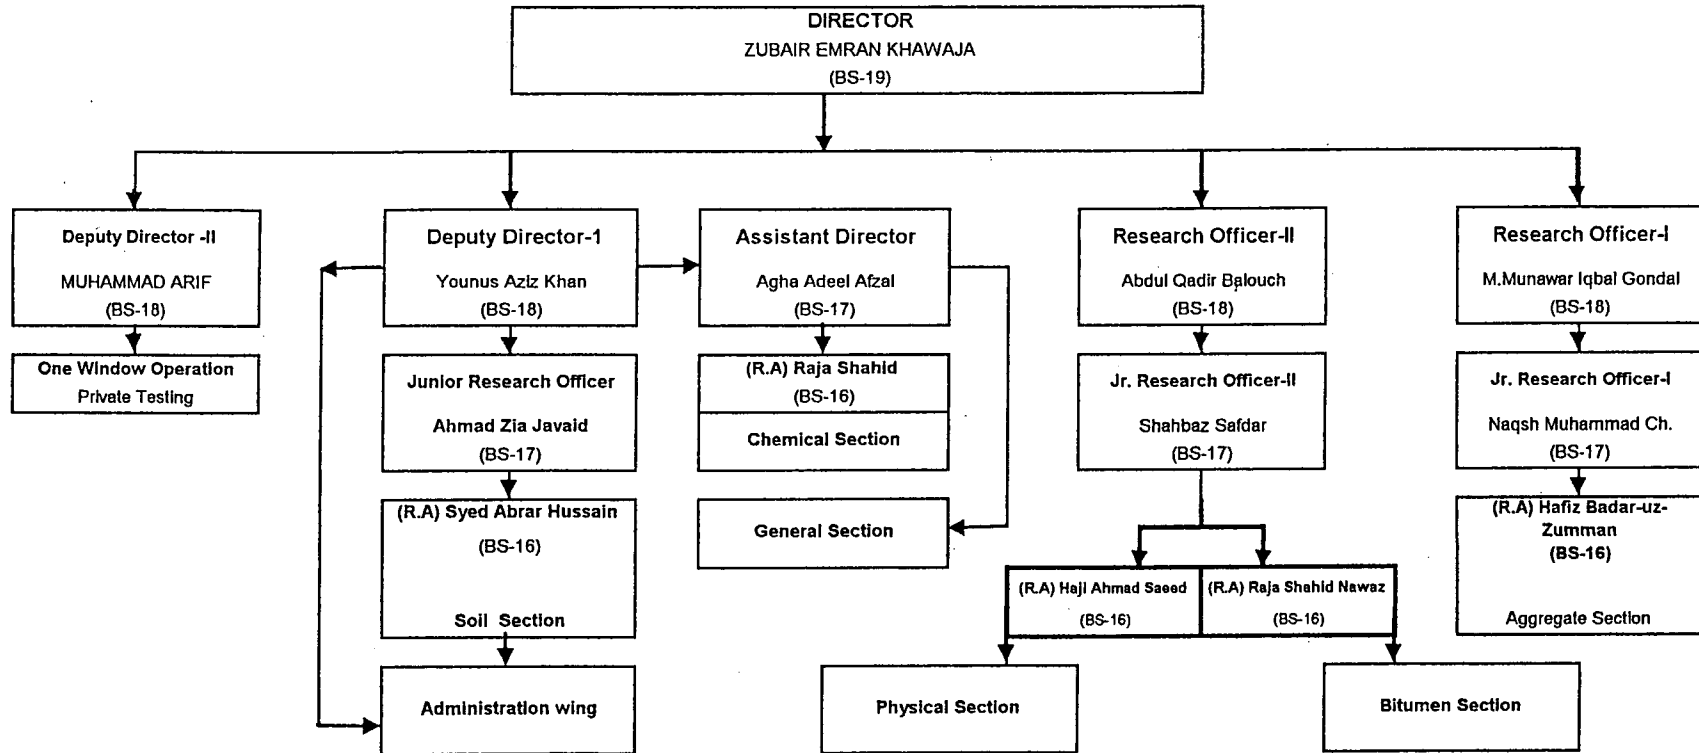 DIRECTOR
ZUBAIR EMRAN KHAWAJA
(BS-19)
Deputy Director -II
MUHAMMAD ARIF
(BS-18)
One Window Operation
Private Testing
Deputy Director-1
Younus Aziz Khan
(BS-18)
Junior Research Officer
Ahmad Zia Javaid
(BS-17)
(R.A) Syed Abrar Hussain
(BS-16)
Soil Section
Administration wing
Assistant Director
Agha Adeel Afzal
(BS-17)
(R.A) Raja Shahid
(BS-16)
Chemical Section
General Section
Research Officer-II
Abdul Qadir Balouch
(BS-18)
Jr. Research Officer-II
Shahbaz Safdar
(BS-17)
(R.A) Haji Ahmad Saeed
(BS-16)
(R.A) Raja Shahid Nawaz
(BS-16)
Physical Section
Bitumen Section
Research Officer-I
M.Munawar Iqbal Gondal
(BS-18)
Jr. Research Officer-I
Naqsh Muhammad Ch.
(BS-17)
(R.A) Hafiz Badar-uz-
Zumman
(BS-16)
Aggregate Section